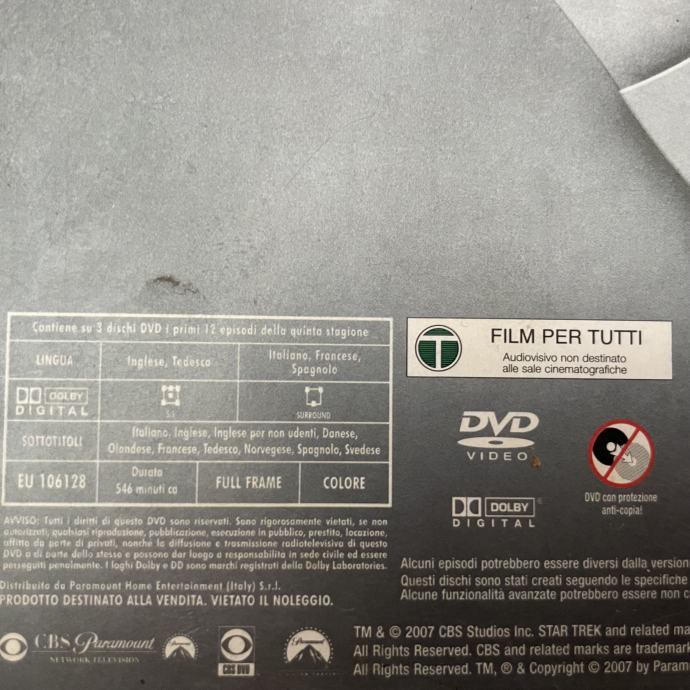 Contiene su 3 dischi DVD i primi 12 episodi della quinta stagione
LINGUA
Inglese, Tedesco
Italiano, Francese,
Spagnolo
DOLBY
DIGITAL
5.1
SURROUND
SOTTOTITOLI
Italiano, Inglese, Inglese per non udenti, Danese,
Olandese, Francese, Tedesco, Norvegese, Spagnolo, Svedese
EU 106128
Durata
546 minuti ca
FULL FRAME
COLORE
AVVISO: Tutti i diritti di questo DVD sono riservati. Sono rigorosamente vietati, se non
autorizzati, qualsiasi riproduzione, pubblicazione, esecuzione in pubblico, prestito, locazione,
affitto da parte di privati, nonche la diffusione o trasmissione radiotelevisiva di questo
DVD o di parte dello stesso e possono dar luogo a responsabilita in sede civile ed essere
perseguiti penalmente. I loghi Dolby e DD sono marchi registrati della Dolby Laboratories.
Distribuito da Paramount Home Entertainment (Italy) S.r.l.
PRODOTTO DESTINATO ALLA VENDITA. VIETATO IL NOLEGGIO.
CBS Paramount
NETWORK TELEVISION
CBS DVD
Paramount
T
FILM PER TUTTI
Audiovisivo non destinato
alle sale cinematografiche
DVD
VIDEO
DOLBY
DIGITAL
DVD con protezione
anti-copia!
Alcuni episodi potrebbero essere diversi dalla version
Questi dischi sono stati creati seguendo le specifiche
Alcune funzionalità avanzate potrebbero essere non c
TM & © 2007 CBS Studios Inc. STAR TREK and related ma
All Rights Reserved. CBS and related marks are trademark
All Rights Reserved. TM, ® & Copyright © 2007 by Param